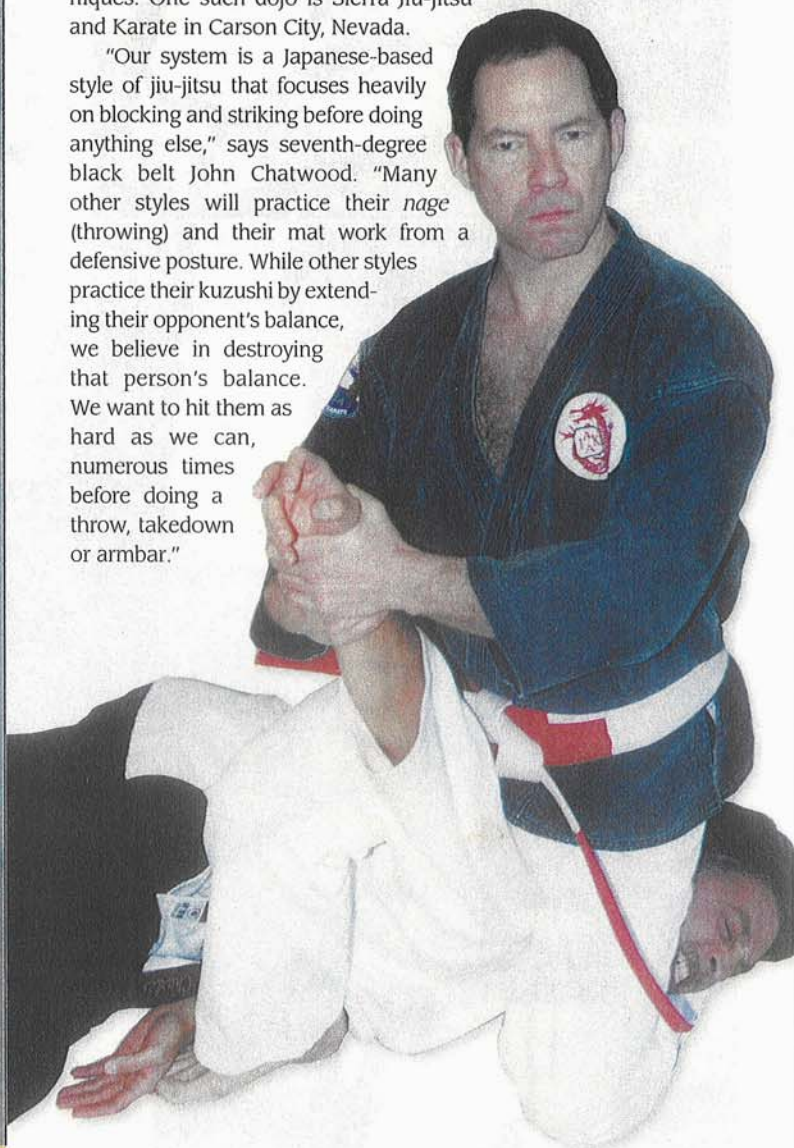 and Karate in Carson City, Nevada.
"Our system is a Japanese-based
style of jiu-jitsu that focuses heavily
on blocking and striking before doing
anything else," says seventh-degree
black belt John Chatwood. "Many
other styles will practice their nage
(throwing) and their mat work from a
defensive posture. While other styles
practice their kuzushi by extend-
ing their opponent's balance,
we believe in destroying
that person's balance.
We want to hit them as
hard as we can,
numerous times
before doing a
throw, takedown
or armbar."